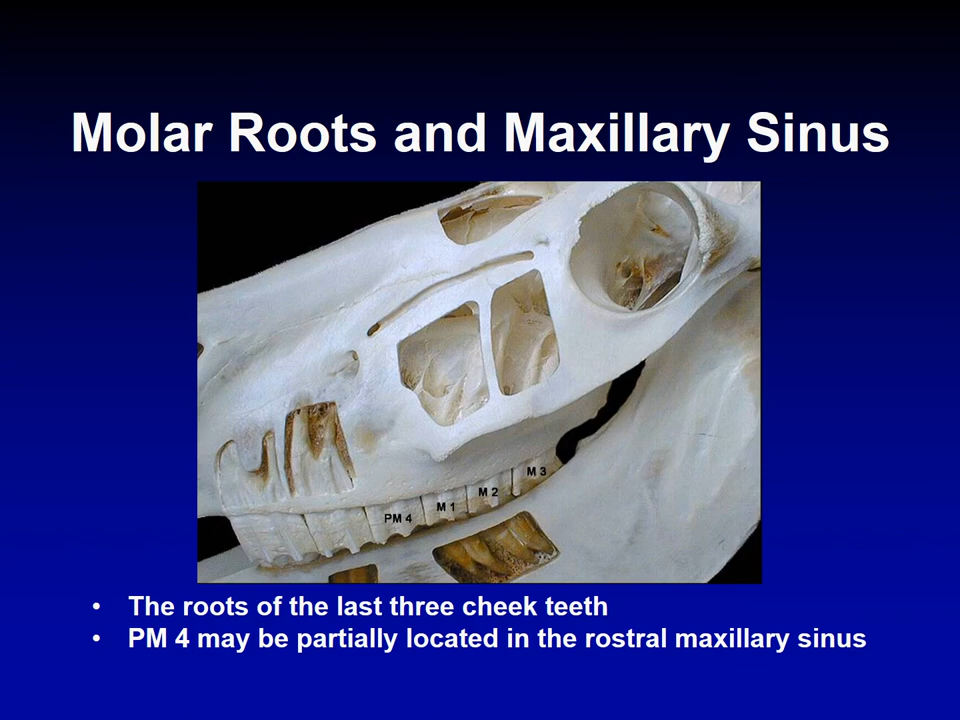 Molar Roots and Maxillary Sinus
M 3
M 2
M 1
PM 4
• The roots of the last three cheek teeth
• PM 4 may be partially located in the rostral maxillary sinus